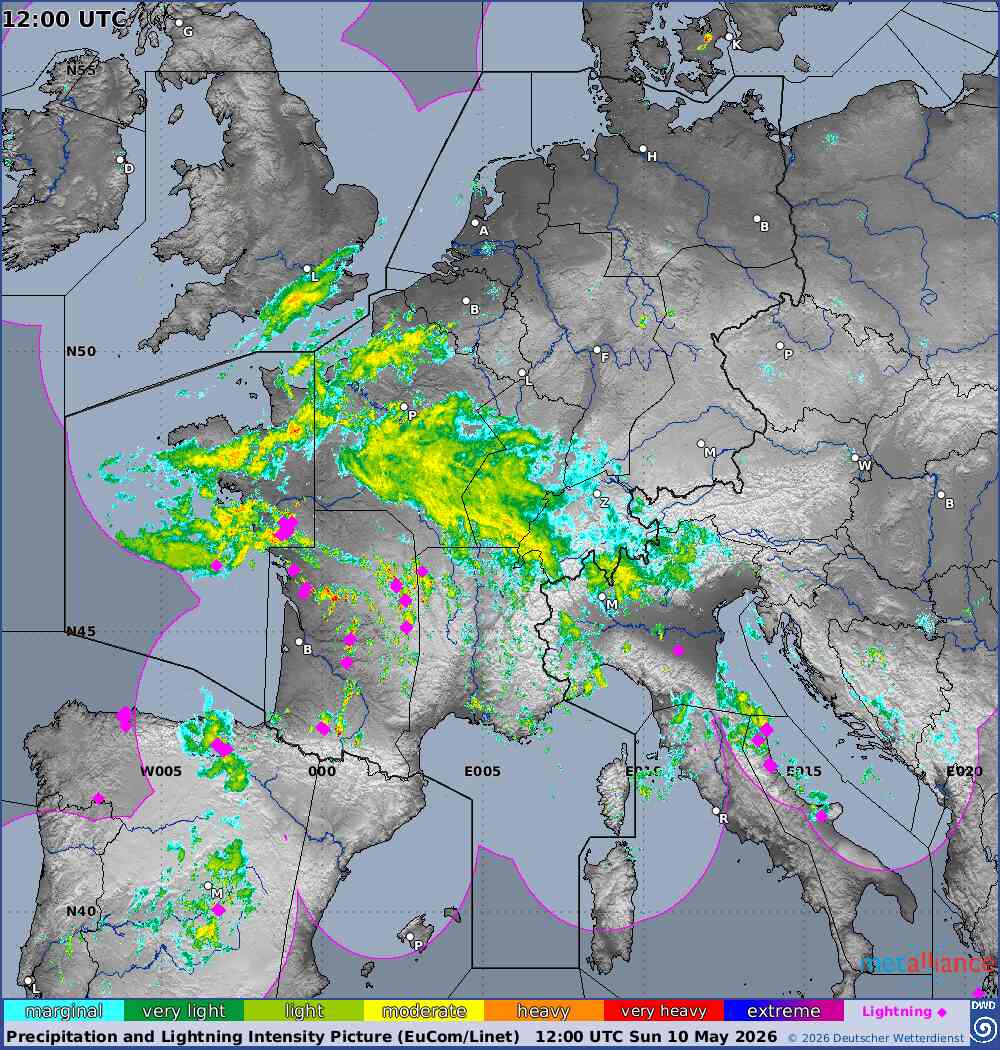 12:00 UTC
G
K
N55
H
D
B
A
L
B
N50
P
F
L
P
M
W
Z
B
M
N45
B
W005
000
E005
E015
E020
R
M
N40
P
L
metalliance
marginal very light light moderate heavy very heavy extreme Lightning
DWD
Precipitation and Lightning Intensity Picture (EuCom/Linet) 12:00 UTC Sun 10 May 2026 © 2026 Deutscher Wetterdienst